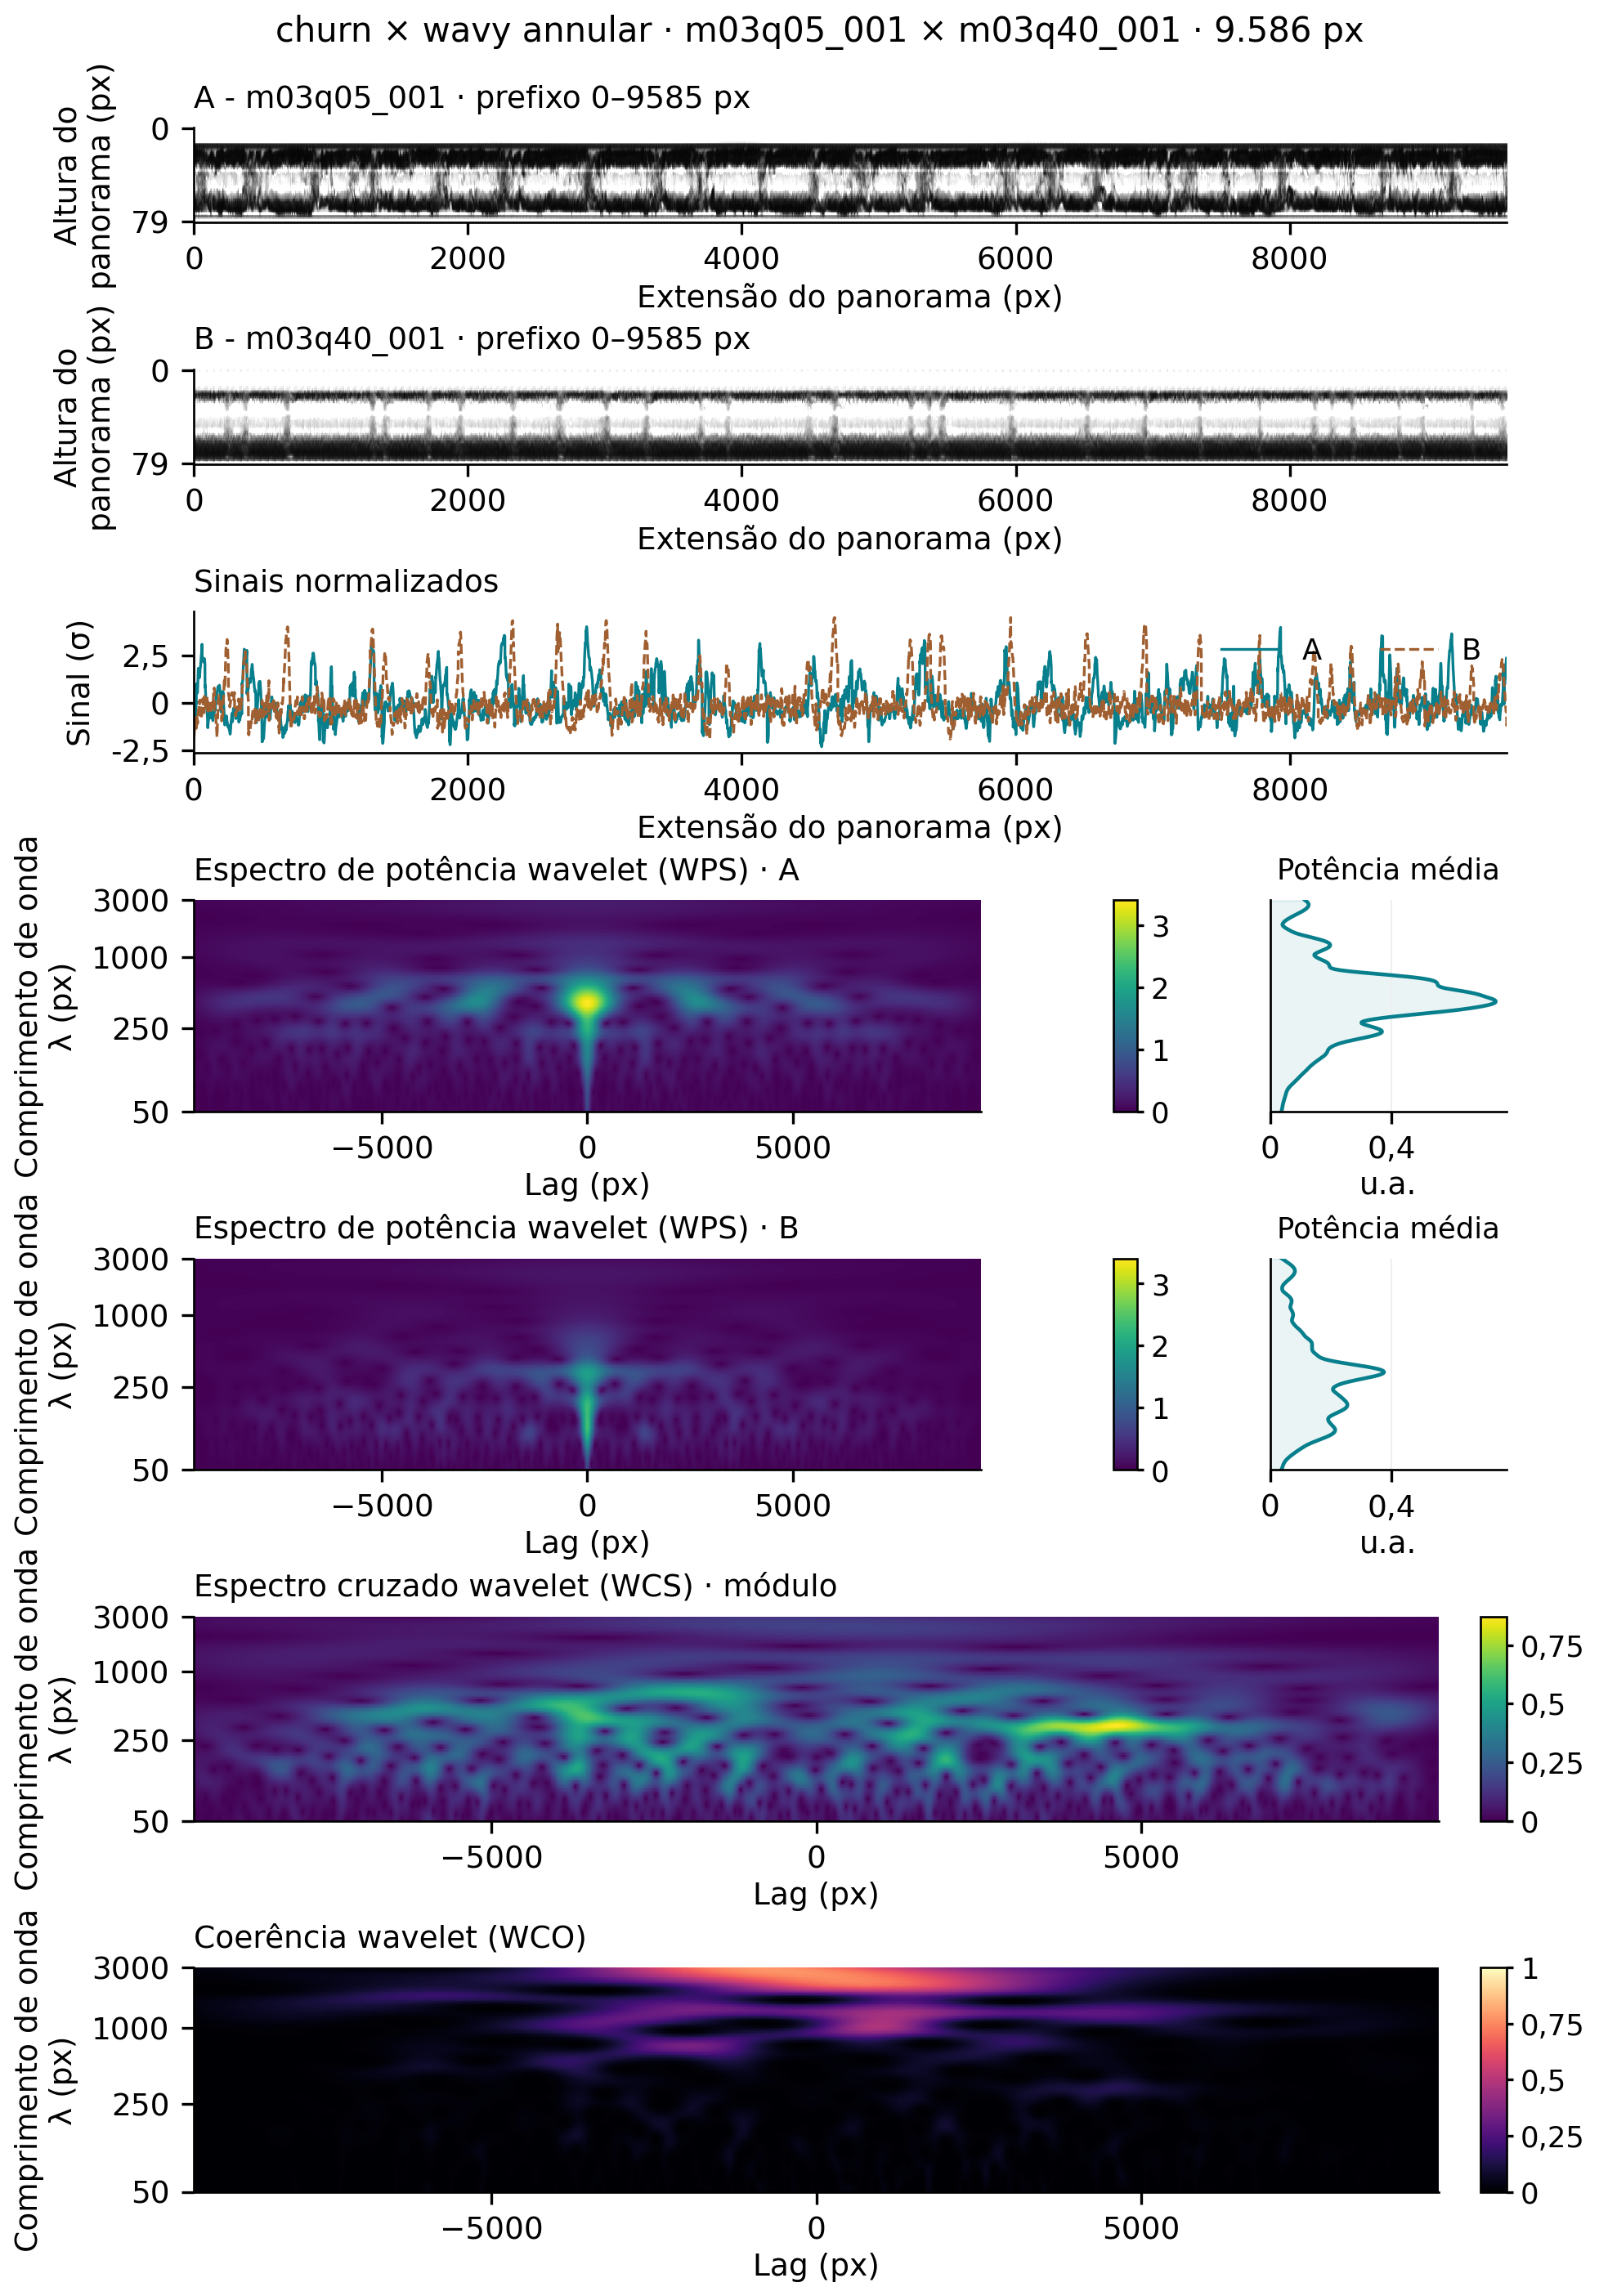 churn × wavy annular · m03q05_001 × m03q40_001 · 9.586 px
A - m03q05_001 · prefixo 0–9585 px
Altura do
panorama (px)
0
79
0 2000 4000 6000 8000
Extensão do panorama (px)
B - m03q40_001 · prefixo 0–9585 px
Altura do
panorama (px)
0
79
0 2000 4000 6000 8000
Extensão do panorama (px)
Sinais normalizados
Sinal (σ)
2,5
0
-2,5
A B
0 2000 4000 6000 8000
Extensão do panorama (px)
Espectro de potência wavelet (WPS) · A
Comprimento de onda
λ (px)
3000
1000
250
50
−5000 0 5000
Lag (px)
3
2
1
0
Potência média
0 0,4
u.a.
Espectro de potência wavelet (WPS) · B
Comprimento de onda
λ (px)
3000
1000
250
50
−5000 0 5000
Lag (px)
3
2
1
0
Potência média
0 0,4
u.a.
Espectro cruzado wavelet (WCS) · módulo
Comprimento de onda
λ (px)
3000
1000
250
50
−5000 0 5000
Lag (px)
0,75
0,5
0,25
0
Coerência wavelet (WCO)
Comprimento de onda
λ (px)
3000
1000
250
50
−5000 0 5000
Lag (px)
1
0,75
0,5
0,25
0